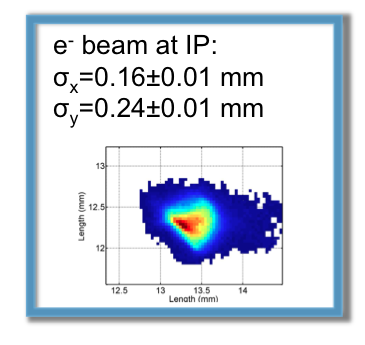 e⁻ beam at IP:
σₓ=0.16±0.01 mm
σᵧ=0.24±0.01 mm
13
12.5
12
Length (mm)
12.5 13 13.5 14
Length (mm)